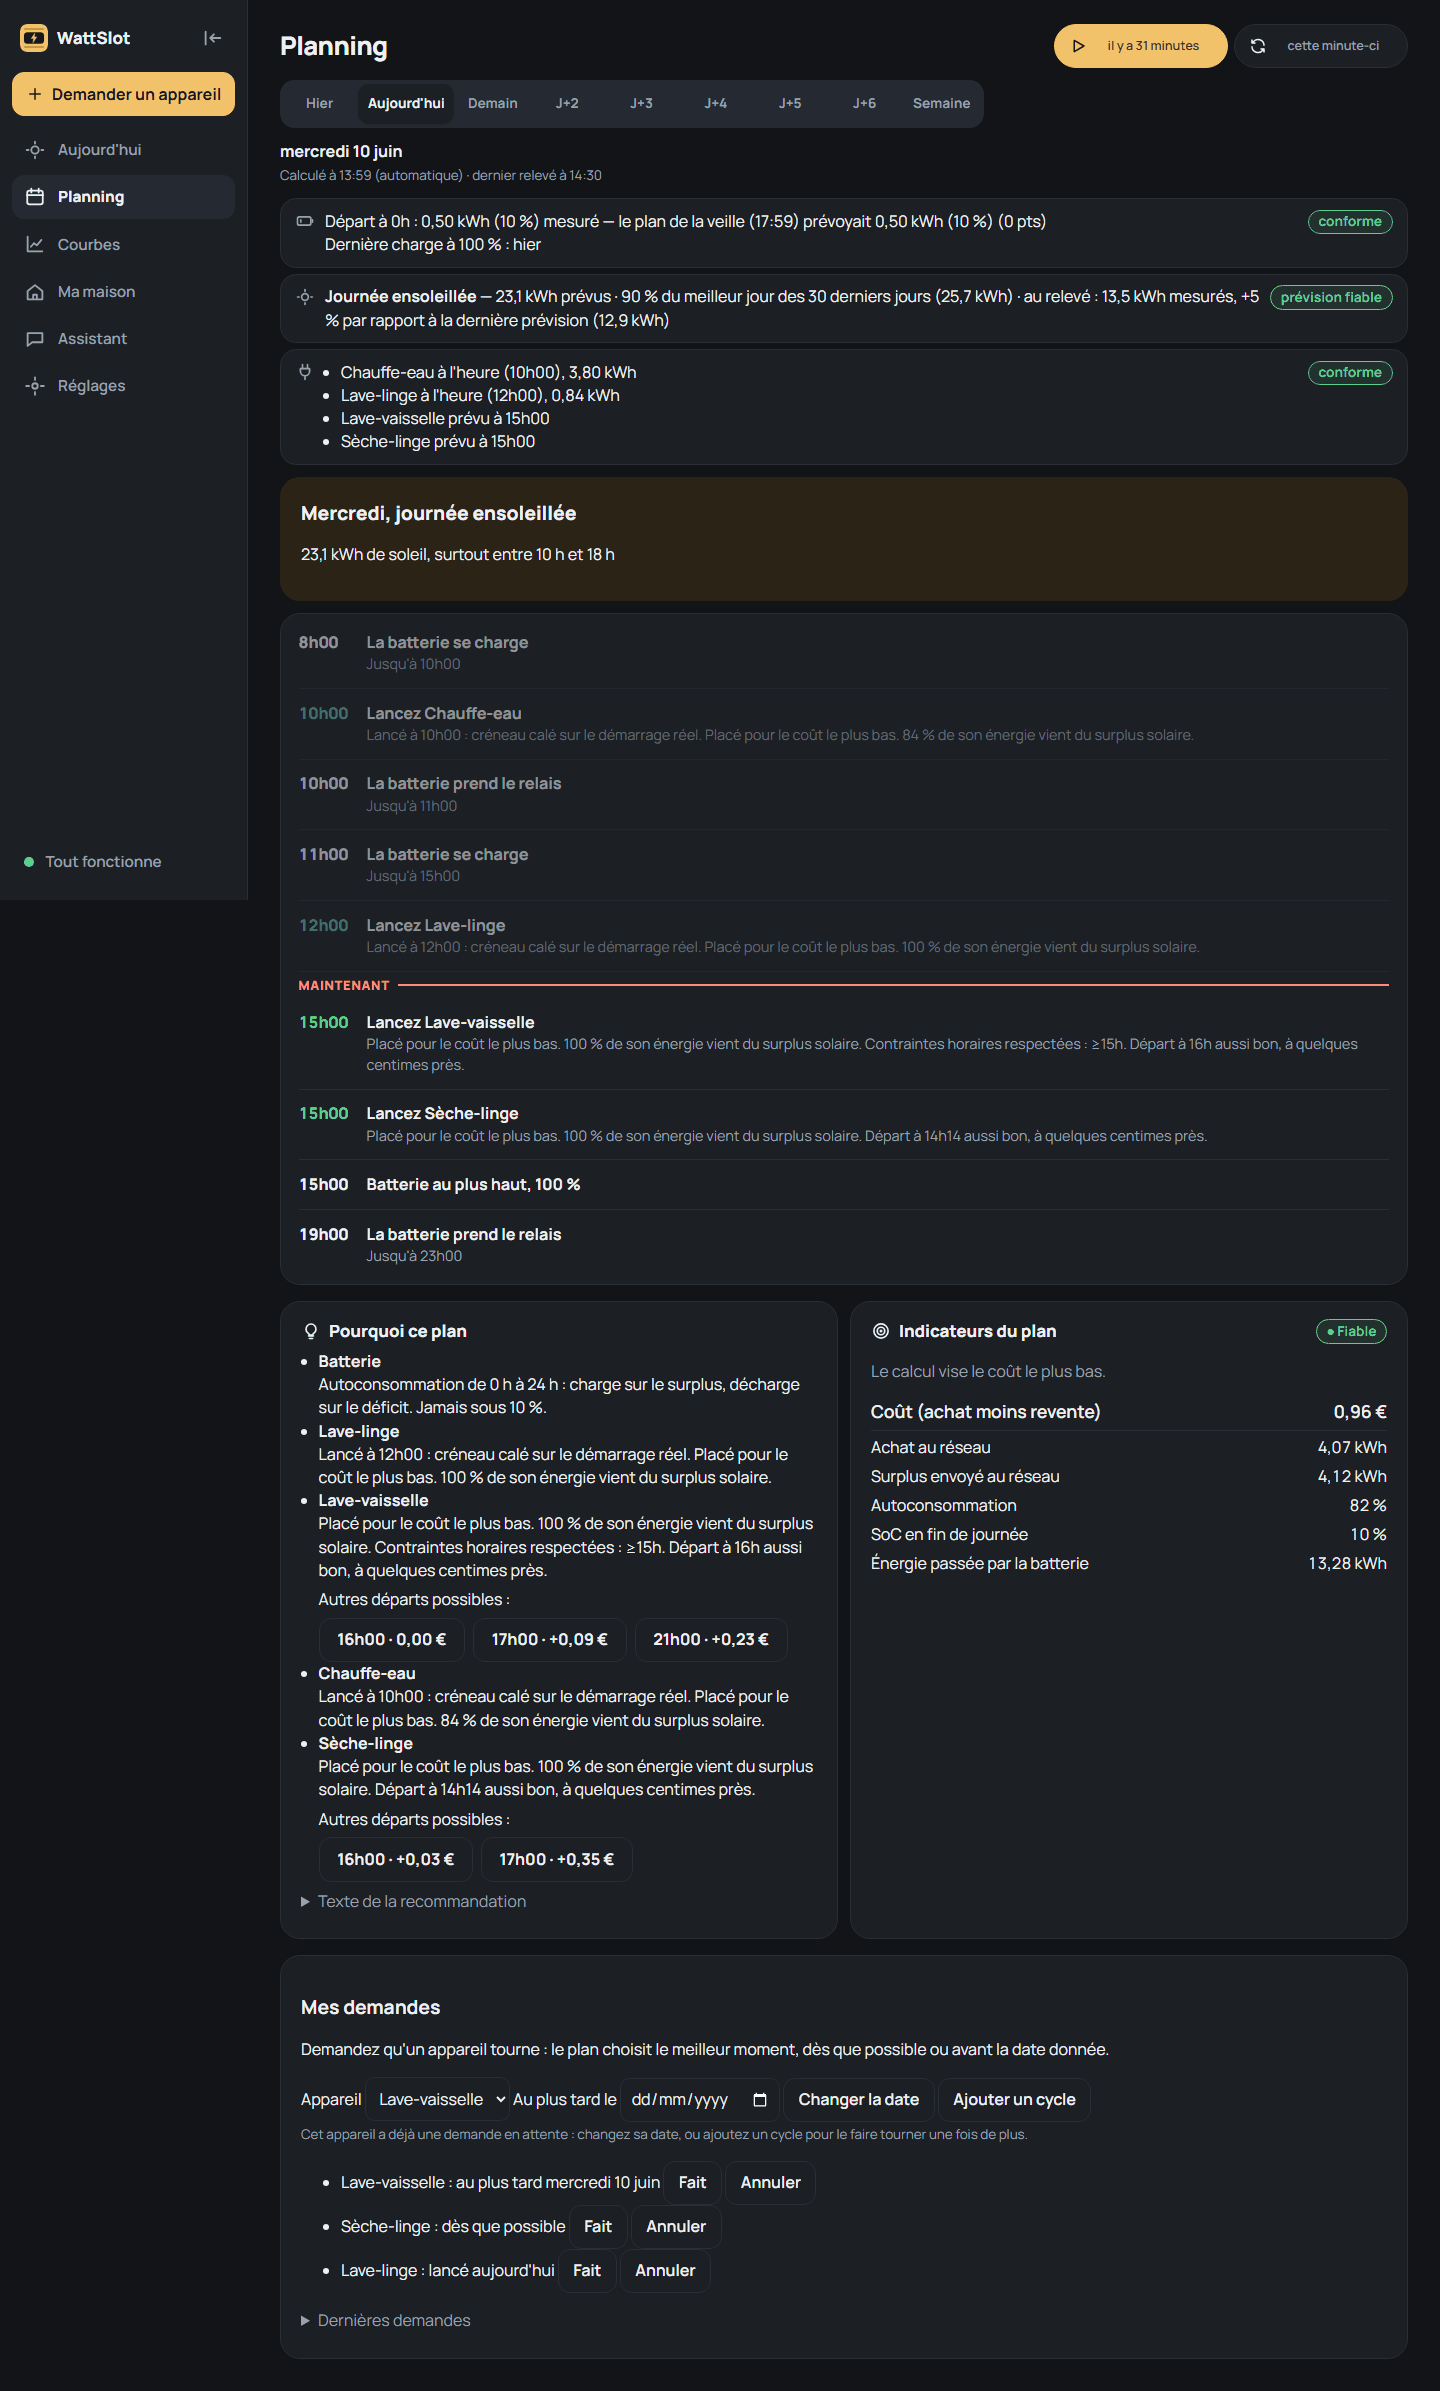 WattSlot
Demander un appareil
Aujourd'hui
Planning
Courbes
Ma maison
Assistant
Réglages
Tout fonctionne
Planning
il y a 31 minutes
cette minute-ci
Hier Aujourd'hui Demain J+2 J+3 J+4 J+5 J+6 Semaine
mercredi 10 juin
Calculé à 13:59 (automatique) · dernier relevé à 14:30
Départ à 0h : 0,50 kWh (10 %) mesuré — le plan de la veille (17:59) prévoyait 0,50 kWh (10 %) (0 pts)
Dernière charge à 100 % : hier
conforme
Journée ensoleillée — 23,1 kWh prévus · 90 % du meilleur jour des 30 derniers jours (25,7 kWh) · au relevé : 13,5 kWh mesurés, +5
% par rapport à la dernière prévision (12,9 kWh)
prévision fiable
Chauffe-eau à l'heure (10h00), 3,80 kWh
Lave-linge à l'heure (12h00), 0,84 kWh
Lave-vaisselle prévu à 15h00
Sèche-linge prévu à 15h00
conforme
Mercredi, journée ensoleillée
23,1 kWh de soleil, surtout entre 10 h et 18 h
8h00 La batterie se charge
Jusqu'à 10h00
10h00 Lancez Chauffe-eau
Lancé à 10h00 : créneau calé sur le démarrage réel. Placé pour le coût le plus bas. 84 % de son énergie vient du surplus solaire.
10h00 La batterie prend le relais
Jusqu'à 11h00
11h00 La batterie se charge
Jusqu'à 15h00
12h00 Lancez Lave-linge
Lancé à 12h00 : créneau calé sur le démarrage réel. Placé pour le coût le plus bas. 100 % de son énergie vient du surplus solaire.
MAINTENANT
15h00 Lancez Lave-vaisselle
Placé pour le coût le plus bas. 100 % de son énergie vient du surplus solaire. Contraintes horaires respectées : ≥15h. Départ à 16h aussi bon, à quelques
centimes près.
15h00 Lancez Sèche-linge
Placé pour le coût le plus bas. 100 % de son énergie vient du surplus solaire. Départ à 14h14 aussi bon, à quelques centimes près.
15h00 Batterie au plus haut, 100 %
19h00 La batterie prend le relais
Jusqu'à 23h00
Pourquoi ce plan
Batterie
Autoconsommation de 0 h à 24 h : charge sur le surplus, décharge
sur le déficit. Jamais sous 10 %.
Lave-linge
Lancé à 12h00 : créneau calé sur le démarrage réel. Placé pour le
coût le plus bas. 100 % de son énergie vient du surplus solaire.
Lave-vaisselle
Placé pour le coût le plus bas. 100 % de son énergie vient du surplus
solaire. Contraintes horaires respectées : ≥15h. Départ à 16h aussi
bon, à quelques centimes près.
Autres départs possibles :
16h00 · 0,00 € 17h00 · +0,09 € 21h00 · +0,23 €
Chauffe-eau
Lancé à 10h00 : créneau calé sur le démarrage réel. Placé pour le
coût le plus bas. 84 % de son énergie vient du surplus solaire.
Sèche-linge
Placé pour le coût le plus bas. 100 % de son énergie vient du surplus
solaire. Départ à 14h14 aussi bon, à quelques centimes près.
Autres départs possibles :
16h00 · +0,03 € 17h00 · +0,35 €
Texte de la recommandation
Indicateurs du plan
Fiable
Le calcul vise le coût le plus bas.
Coût (achat moins revente) 0,96 €
Achat au réseau 4,07 kWh
Surplus envoyé au réseau 4,12 kWh
Autoconsommation 82 %
SoC en fin de journée 10 %
Énergie passée par la batterie 13,28 kWh
Mes demandes
Demandez qu'un appareil tourne : le plan choisit le meilleur moment, dès que possible ou avant la date donnée.
Appareil Lave-vaisselle Au plus tard le dd/mm/yyyy Changer la date Ajouter un cycle
Cet appareil a déjà une demande en attente : changez sa date, ou ajoutez un cycle pour le faire tourner une fois de plus.
Lave-vaisselle : au plus tard mercredi 10 juin Fait Annuler
Sèche-linge : dès que possible Fait Annuler
Lave-linge : lancé aujourd'hui Fait Annuler
Dernières demandes